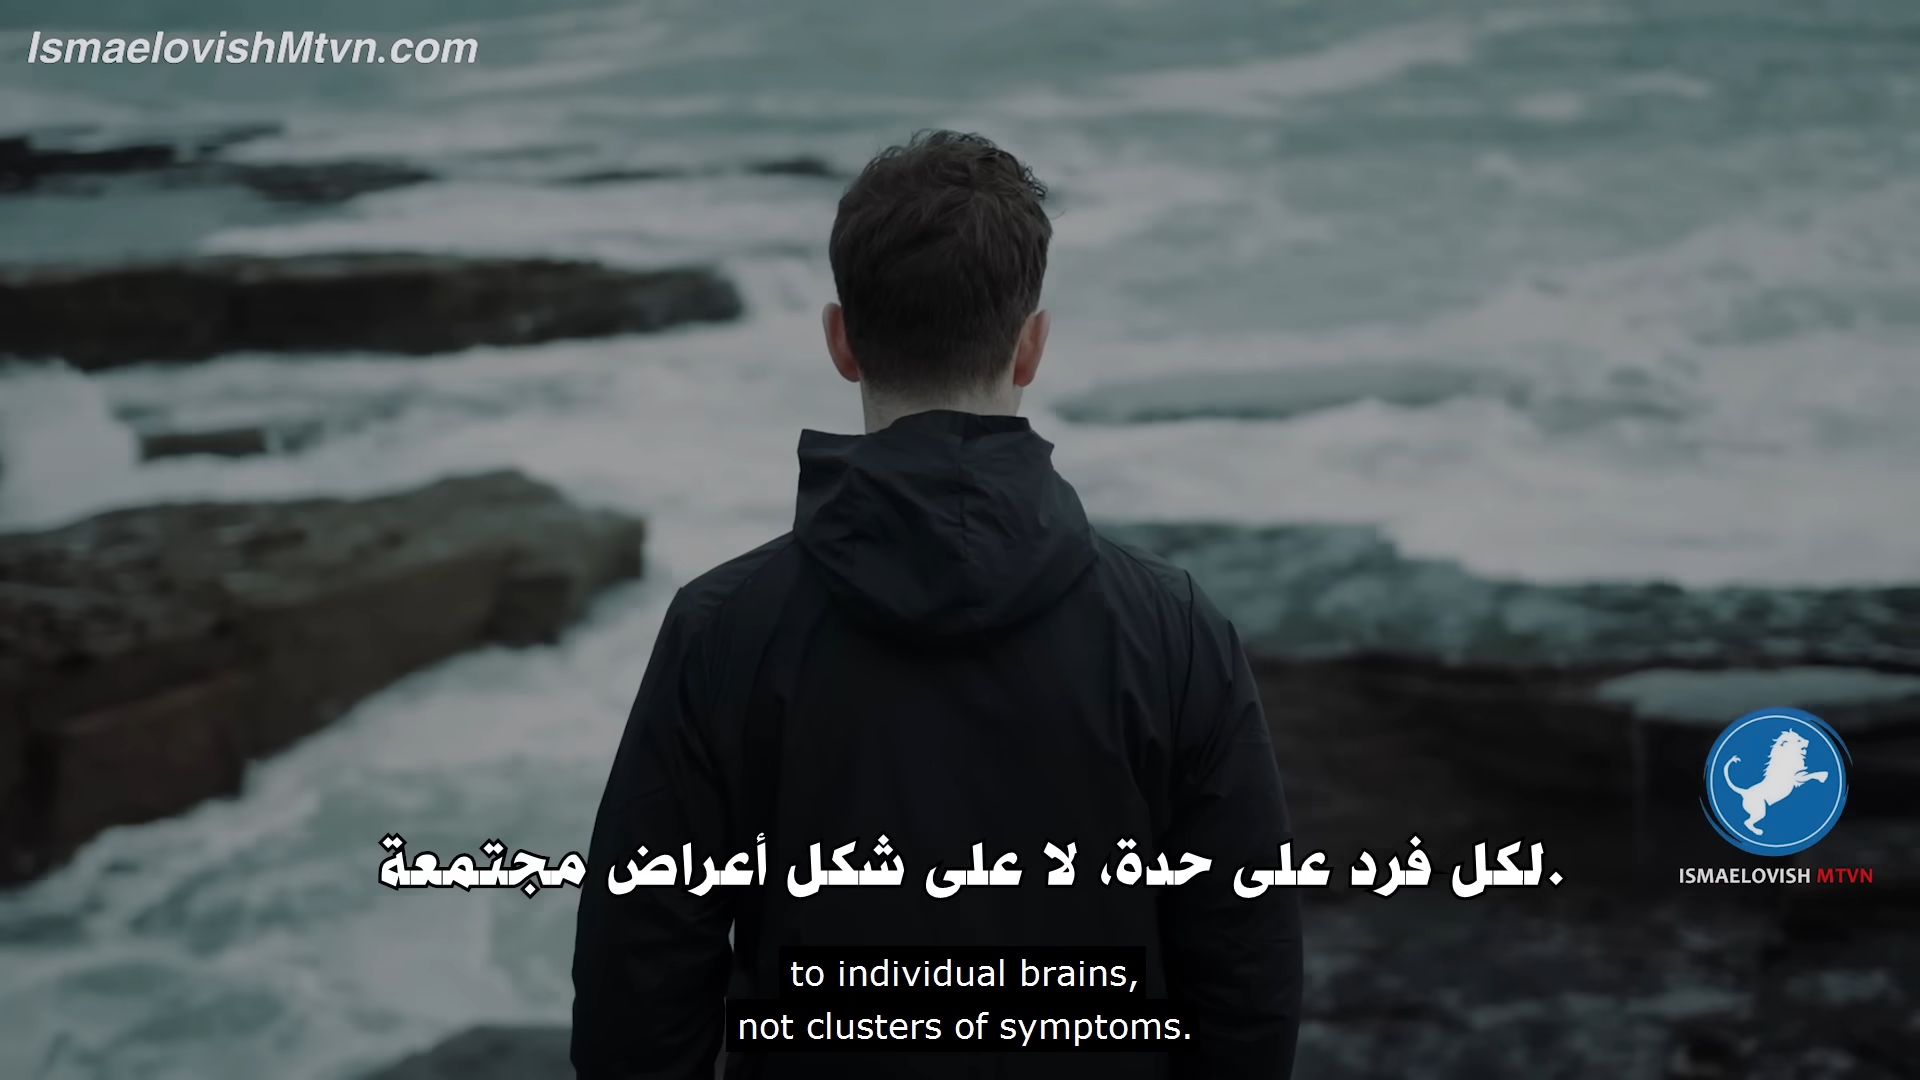 IsmaelovishMtvn.com
لكل فرد على حدة، لا على شكل أعراض مجتمعة.
ISMAELOVISH MTVN
to individual brains,
not clusters of symptoms.